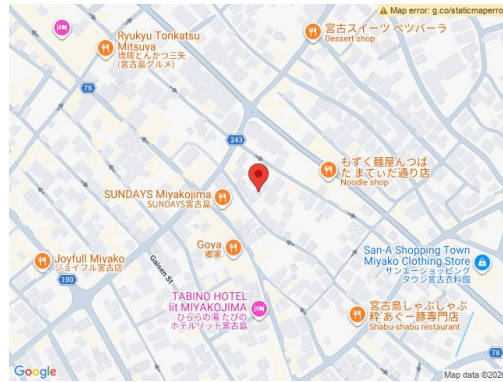 Map error: g.co/staticmaperro
Ryukyu Tonkatsu
Mitsuya
琉球とんかつ三矢
(宮古島グルメ)
宮古スイーツ ベツバーラ
Dessert shop
78
243
もずく麺屋んつば
た まてぃだ通り店
Noodle shop
SUNDAYS Miyakojima
SUNDAYS宮古島
Goya
郷家
San-A Shopping Town
Miyako Clothing Store
サンエーショッピング
タウン宮古衣料館
Joyfull Miyako
ジョイフル宮古店
190
Gaisen St
TABINO HOTEL
lit MIYAKOJIMA
ひららの湯 たびの
ホテルリット宮古島
宮古島しゃぶしゃぶ
粋 あぐー豚専門店
Shabu-shabu restaurant
78
Google
Map data ©202